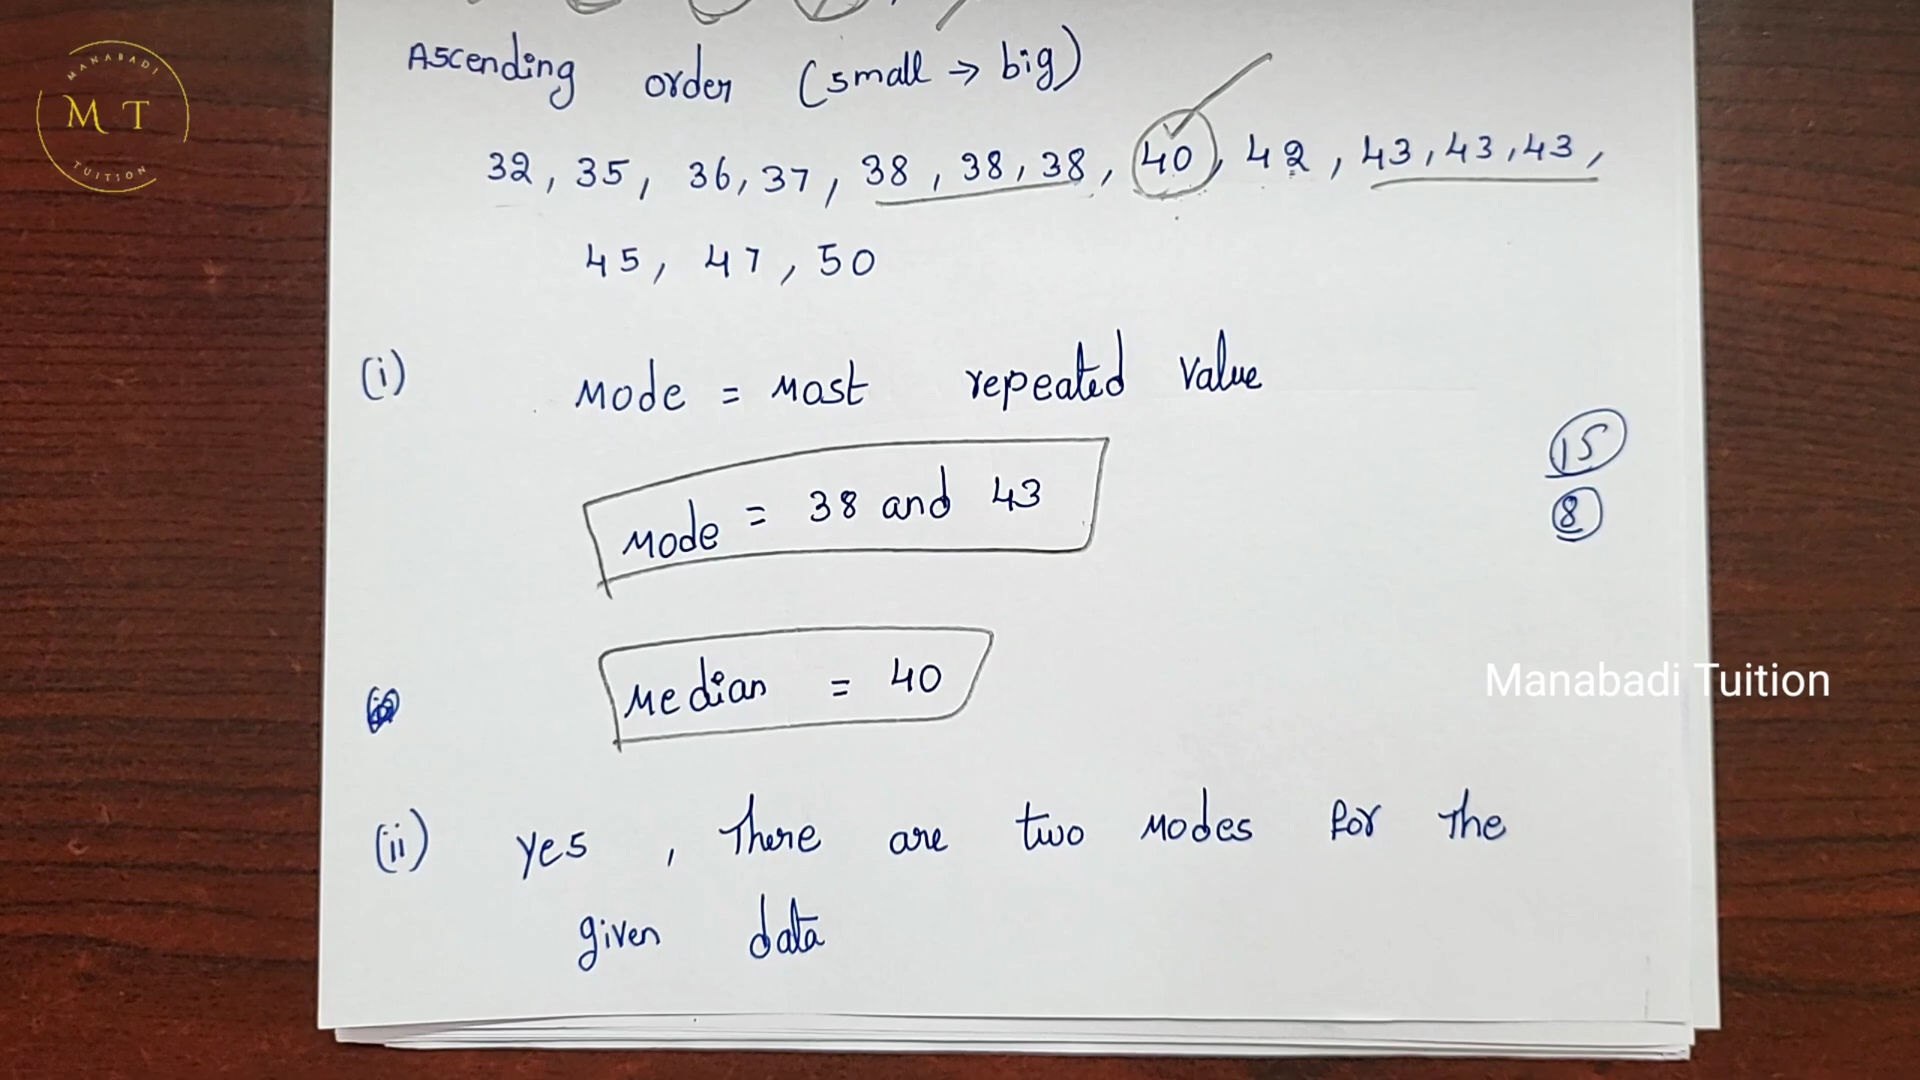 MANABADI
M T
TUITION
Ascending order (small → big)
32, 35, 36, 37, 38, 38, 38, 40, 42, 43, 43, 43,
45, 47, 50
(i) Mode = Most repeated value
15
8
Mode = 38 and 43
Median = 40
Manabadi Tuition
(ii) Yes, There are two Modes for the
given data